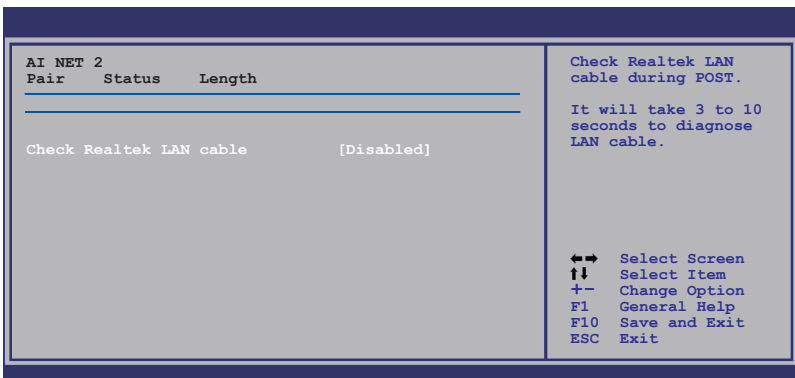 AI NET 2
Pair Status Length
Check Realtek LAN cable [Disabled]
Check Realtek LAN
cable during POST.
It will take 3 to 10
seconds to diagnose
LAN cable.
←→ Select Screen
↑↓ Select Item
+- Change Option
F1 General Help
F10 Save and Exit
ESC Exit